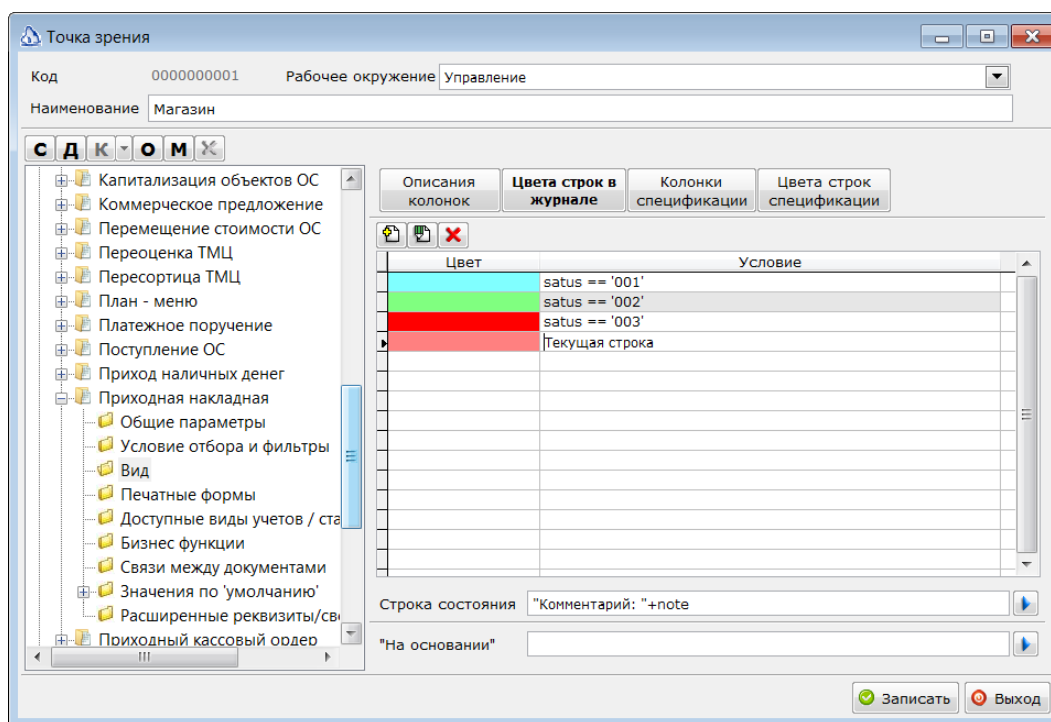 Точка зрения
Код 0000000001 Рабочее окружение Управление
Наименование Магазин
С Д К О М
Капитализация объектов ОС
Коммерческое предложение
Перемещение стоимости ОС
Переоценка ТМЦ
Пересортица ТМЦ
План - меню
Платежное поручение
Поступление ОС
Приход наличных денег
Приходная накладная
Общие параметры
Условие отбора и фильтры
Вид
Печатные формы
Доступные виды учетов / ста
Бизнес функции
Связи между документами
Значения по 'умолчанию'
Расширенные реквизиты/сво
Приходный кассовый ордер
Описания колонок
Цвета строк в журнале
Колонки спецификации
Цвета строк спецификации
Цвет Условие
satus == '001'
satus == '002'
satus == '003'
Текущая строка
Строка состояния "Комментарий: "+note
"На основании"
Записать Выход